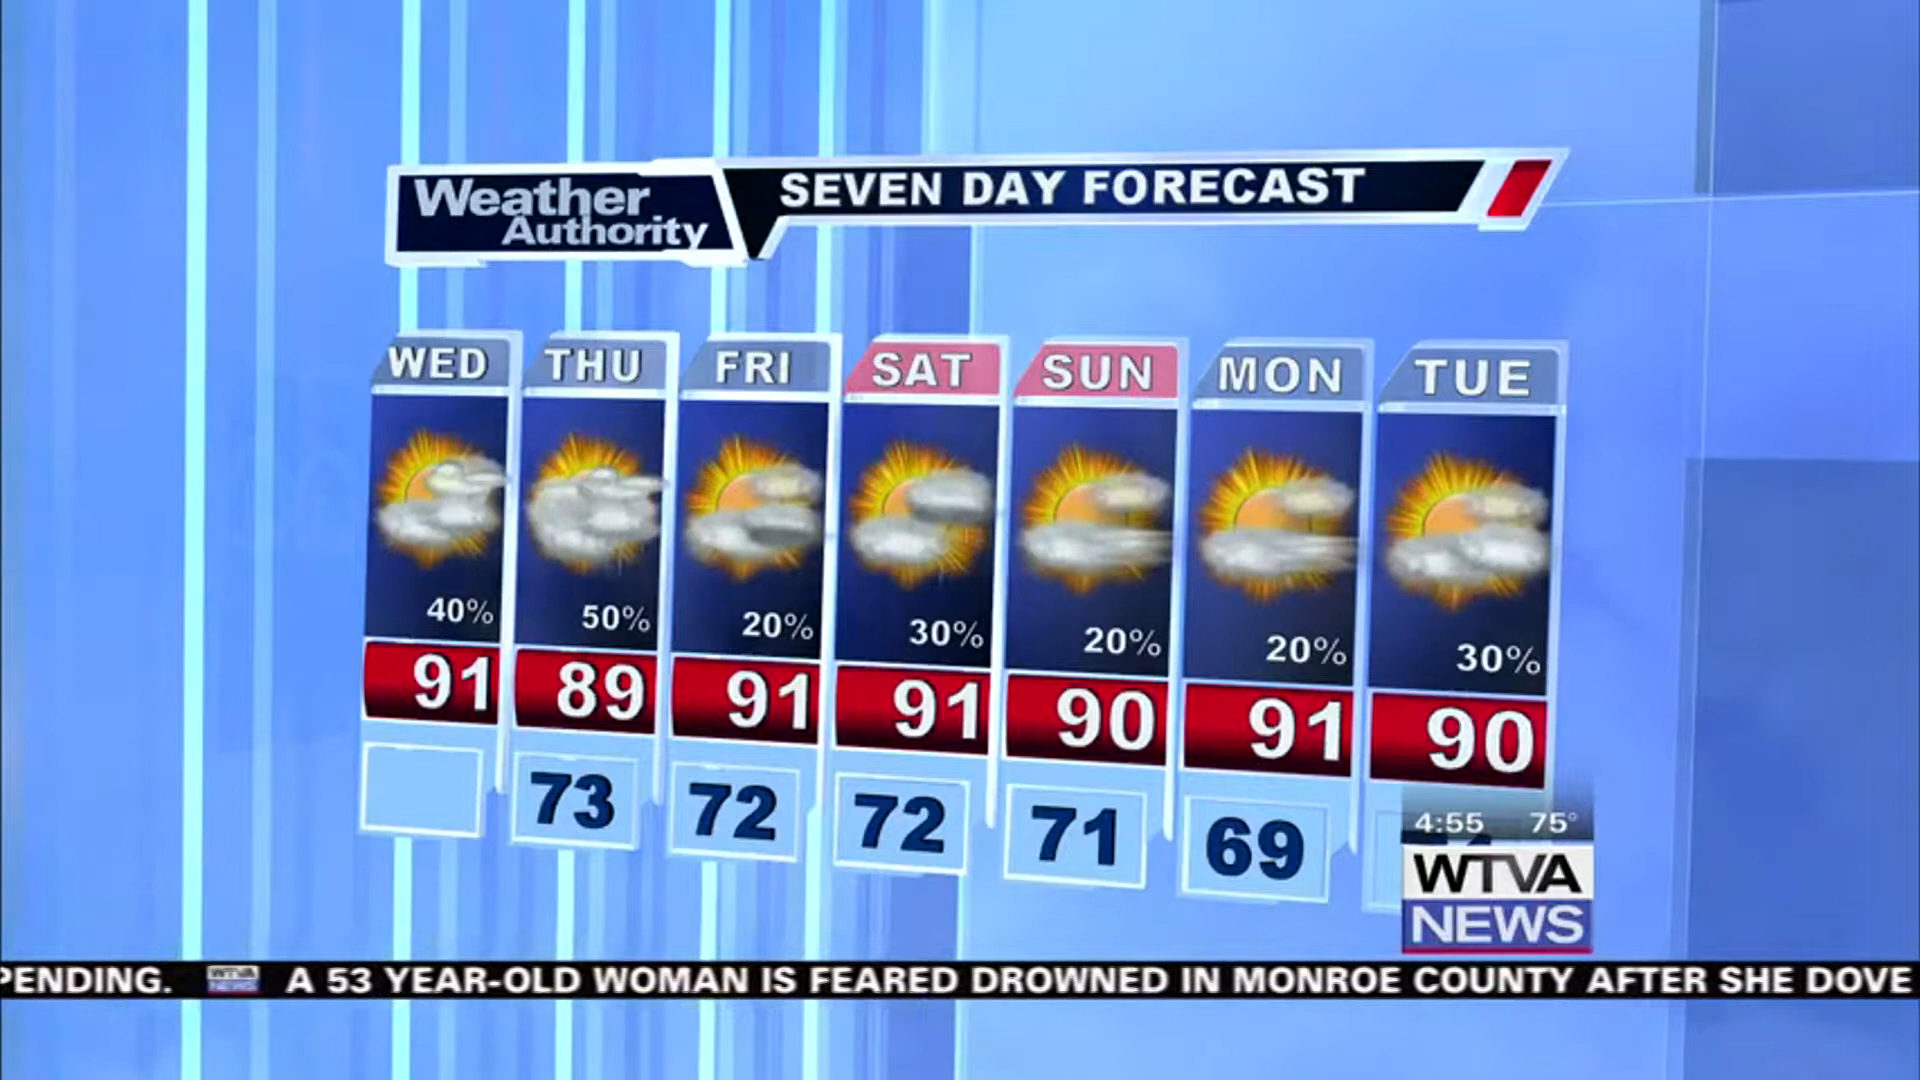 Weather
Authority
SEVEN DAY FORECAST
WED THU FRI SAT SUN MON TUE
40% 50% 20% 30% 20% 20% 30%
91 89 91 91 90 91 90
73 72 72 71 69
4:55 75°
WTVA
NEWS
PENDING. WTVA NEWS A 53 YEAR-OLD WOMAN IS FEARED DROWNED IN MONROE COUNTY AFTER SHE DOVE